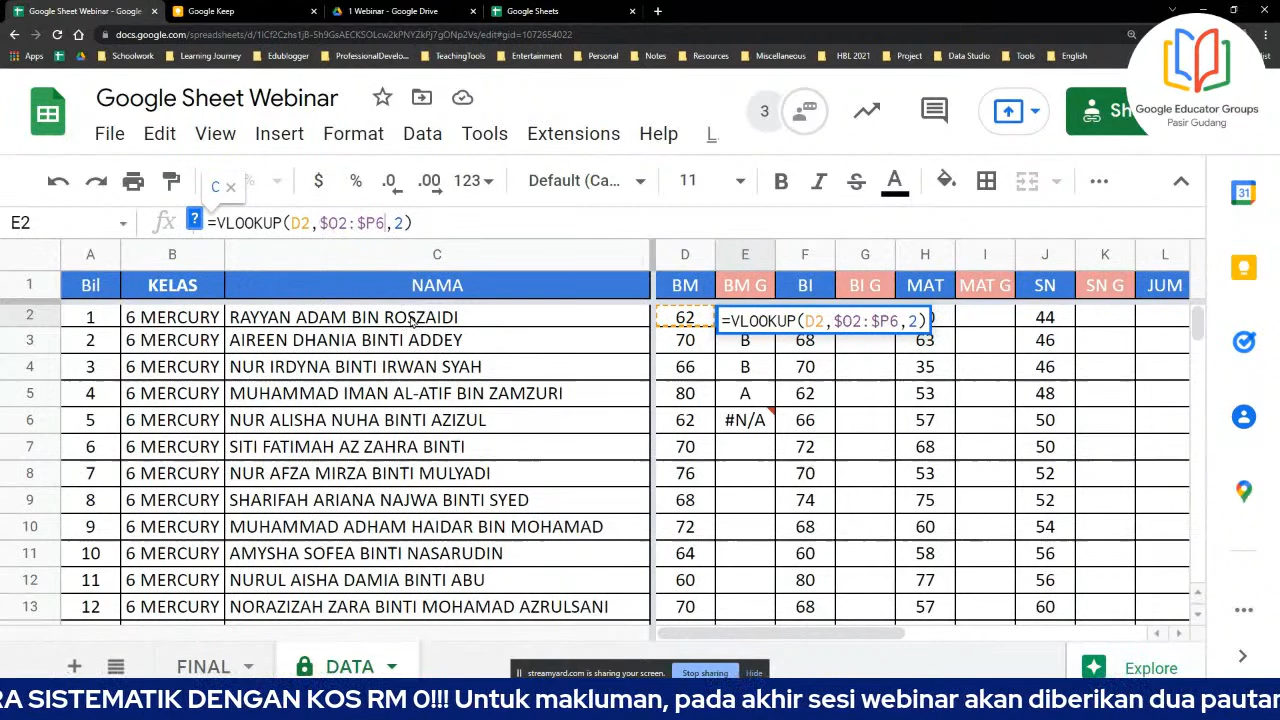 Google Sheet Webinar - Google
Google Keep
1 Webinar - Google Drive
Google Sheets
docs.google.com/spreadsheets/d/1ICf2Czhs1jB-5h9GsAECKSOLcw2kPNYZkPj7gONp2Vs/edit#gid=1072654022
Apps
Schoolwork
Learning Journey
Edublogger
ProfessionalDevelo...
TeachingTools
Entertainment
Personal
Notes
Resources
Miscellaneous
HBL 2021
Project
Data Studio
Tools
English
Google Educator Groups
Pasir Gudang
Google Sheet Webinar
3
File Edit View Insert Format Data Tools Extensions Help L
$ % .0 .00 123 Default (Ca... 11 B I S A
C ×
E2 fx ? =VLOOKUP(D2,$O2:$P6,2)
A B C D E F G H I J K L
1 Bil KELAS NAMA BM BM G BI BI G MAT MAT G SN SN G JUM
2 1 6 MERCURY RAYYAN ADAM BIN ROSZAIDI 62 =VLOOKUP(D2,$O2:$P6,2) 44
3 2 6 MERCURY AIREEN DHANIA BINTI ADDEY 70 B 68 63 46
4 3 6 MERCURY NUR IRDYNA BINTI IRWAN SYAH 66 B 70 35 46
5 4 6 MERCURY MUHAMMAD IMAN AL-ATIF BIN ZAMZURI 80 A 62 53 48
6 5 6 MERCURY NUR ALISHA NUHA BINTI AZIZUL 62 #N/A 66 57 50
7 6 6 MERCURY SITI FATIMAH AZ ZAHRA BINTI 70 72 68 50
8 7 6 MERCURY NUR AFZA MIRZA BINTI MULYADI 76 70 53 52
9 8 6 MERCURY SHARIFAH ARIANA NAJWA BINTI SYED 68 74 75 52
10 9 6 MERCURY MUHAMMAD ADHAM HAIDAR BIN MOHAMAD 72 68 60 54
11 10 6 MERCURY AMYSHA SOFEA BINTI NASARUDIN 64 60 58 56
12 11 6 MERCURY NURUL AISHA DAMIA BINTI ABU 60 80 77 56
13 12 6 MERCURY NORAZIZAH ZARA BINTI MOHAMAD AZRULSANI 70 68 57 60
FINAL DATA
Explore
streamyard.com is sharing your screen. Stop sharing Hide
RA SISTEMATIK DENGAN KOS RM 0!!! Untuk makluman, pada akhir sesi webinar akan diberikan dua pautan